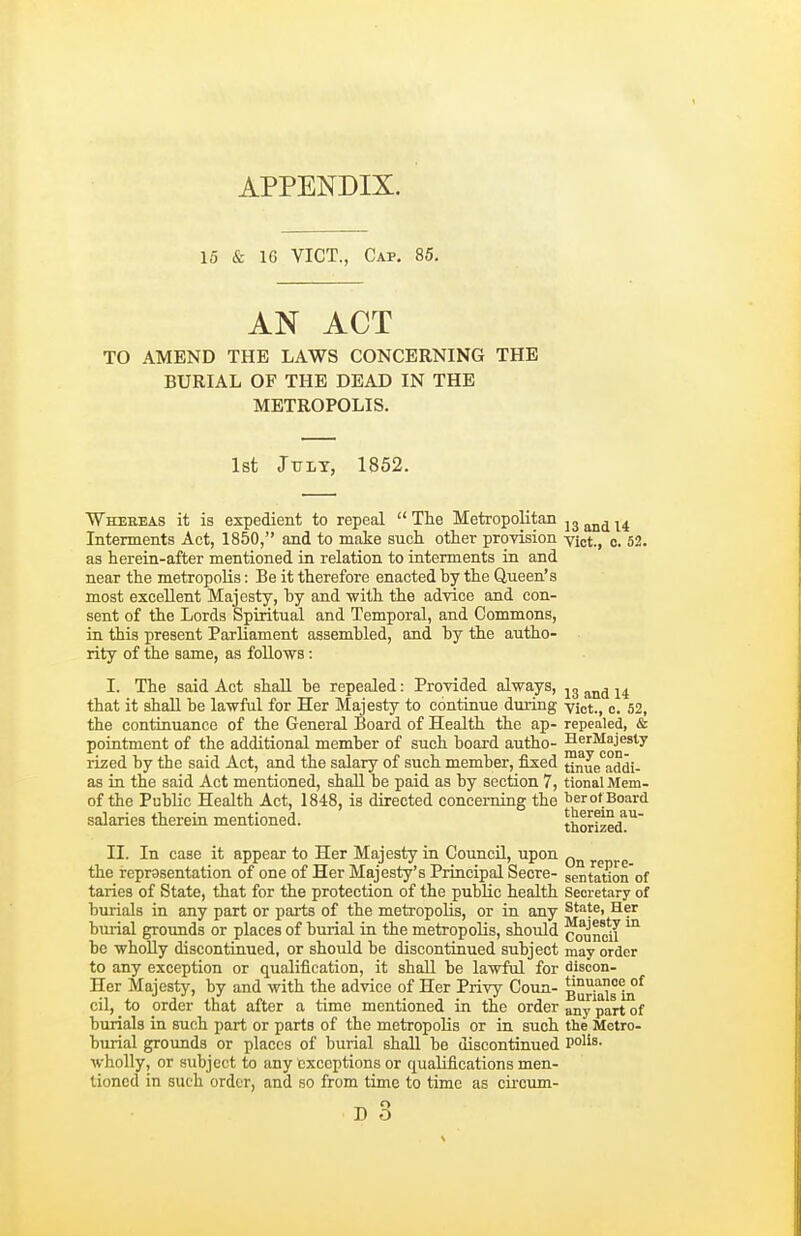 APPENDIX.
15 & 16 VICT., Cap. 85.
AN ACT
TO AMEND THE LAWS CONCERNING THE
BURIAL OF THE DEAD IN THE
METROPOLIS.
1st July, 1852.
Whereas it is expedient to repeal “The Metropolitan
Interments Act, 1850,” and to make such other provision
as herein-after mentioned in relation to interments in and
near the metropolis: Be it therefore enacted by the Queen's
most excellent Majesty, by and with the advice and con-
sent of the Lords Spiritual and Temporal, and Commons,
in this present Parliament assembled, and by the autho-
rity of the same, as follows:
13 and 14
Vict., c. 52.
I. The said Act shall be repealed: Provided always,
that it shall be lawful for Her Majesty to continue during
the continuance of the General Board of Health the ap-
pointment of the additional member of such board autho-
rized by the said Act, and the salary of such member, fixed
as in the said Act mentioned, shall be paid as by section 7,
of the Public Health Act, 1848, is directed concerning the
salaries therein mentioned.
13 and 14
Vict., c. 52,
repealed, &
Her Majesty
may con-
tinue addi-
tional Mem-
ber of Board
therein au-
thorized.
II. In case it appear to Her Majesty in Council, upon
the representation of one of Her Majesty's Principal Secre-
taries of State, that for the protection of the public health
burials in any part or parts of the metropolis, or in any
burial grounds or places of burial in the metropolis, should
be wholly discontinued, or should be discontinued subject
to any exception or qualification, it shall be lawful for
Her Majesty, by and with the advice of Her Privy Coun-
cil, to order that after a time mentioned in the order
burials in such part or parts of the metropolis or in such
burial grounds or places of burial shall be discontinued
wholly, or subject to any exceptions or qualifications men-
tioned in such order, and so from time to time as circum-
On repre-
sentation of
Secretary of
State, Her
Majesty in
Council
may order
discon-
tinuance of
Burials in
any part of
the Metro-
polis.
D 3